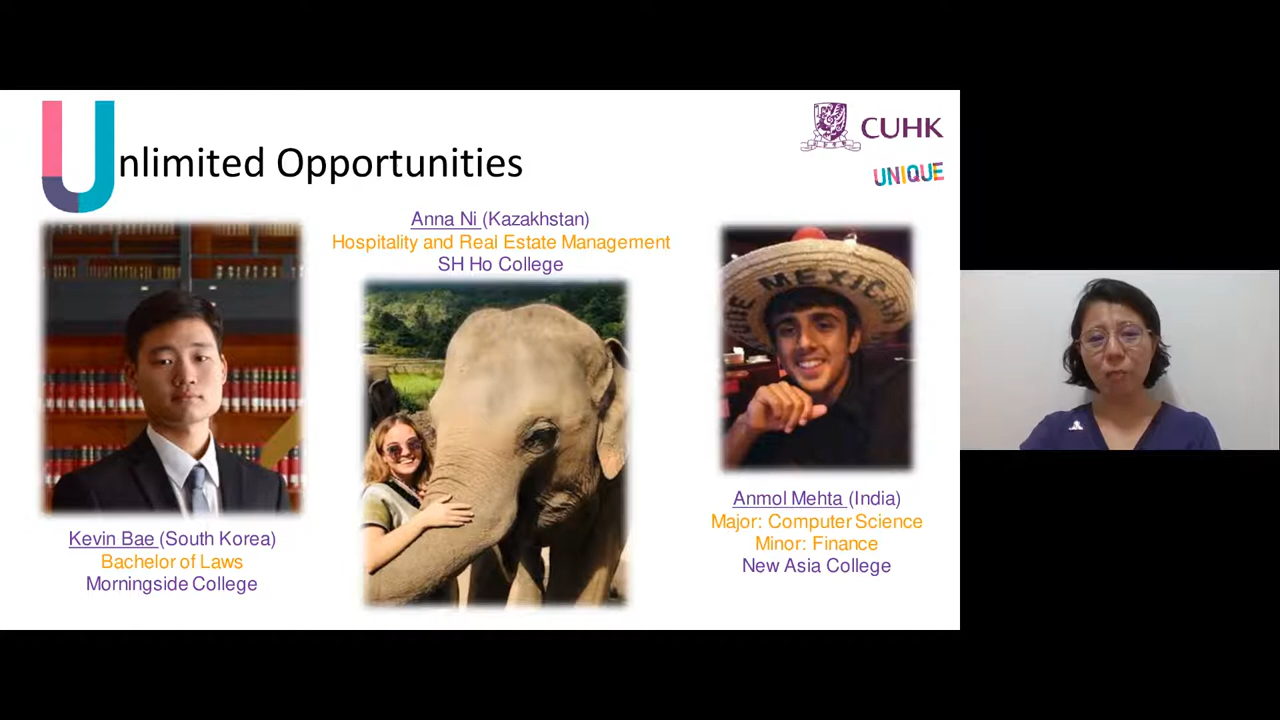 Unlimited Opportunities
CUHK
UNIQUE
Anna Ni (Kazakhstan)
Hospitality and Real Estate Management
SH Ho College
MEXICAN
Kevin Bae (South Korea)
Bachelor of Laws
Morningside College
Anmol Mehta (India)
Major: Computer Science
Minor: Finance
New Asia College